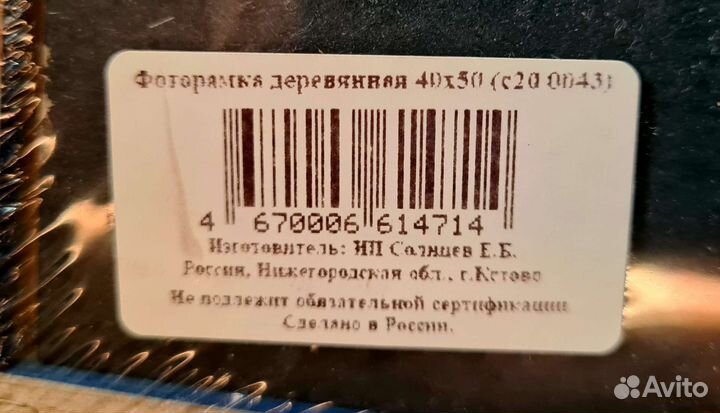 Фоторамка деревянная 40х50 (с20 0043)
4 670006 614714
Изготовитель: ИП Солнцев Е.Б.
Россия, Нижегородская обл., г.Кстово
Не подлежит обязательной сертификации
Сделано в России.
Avito